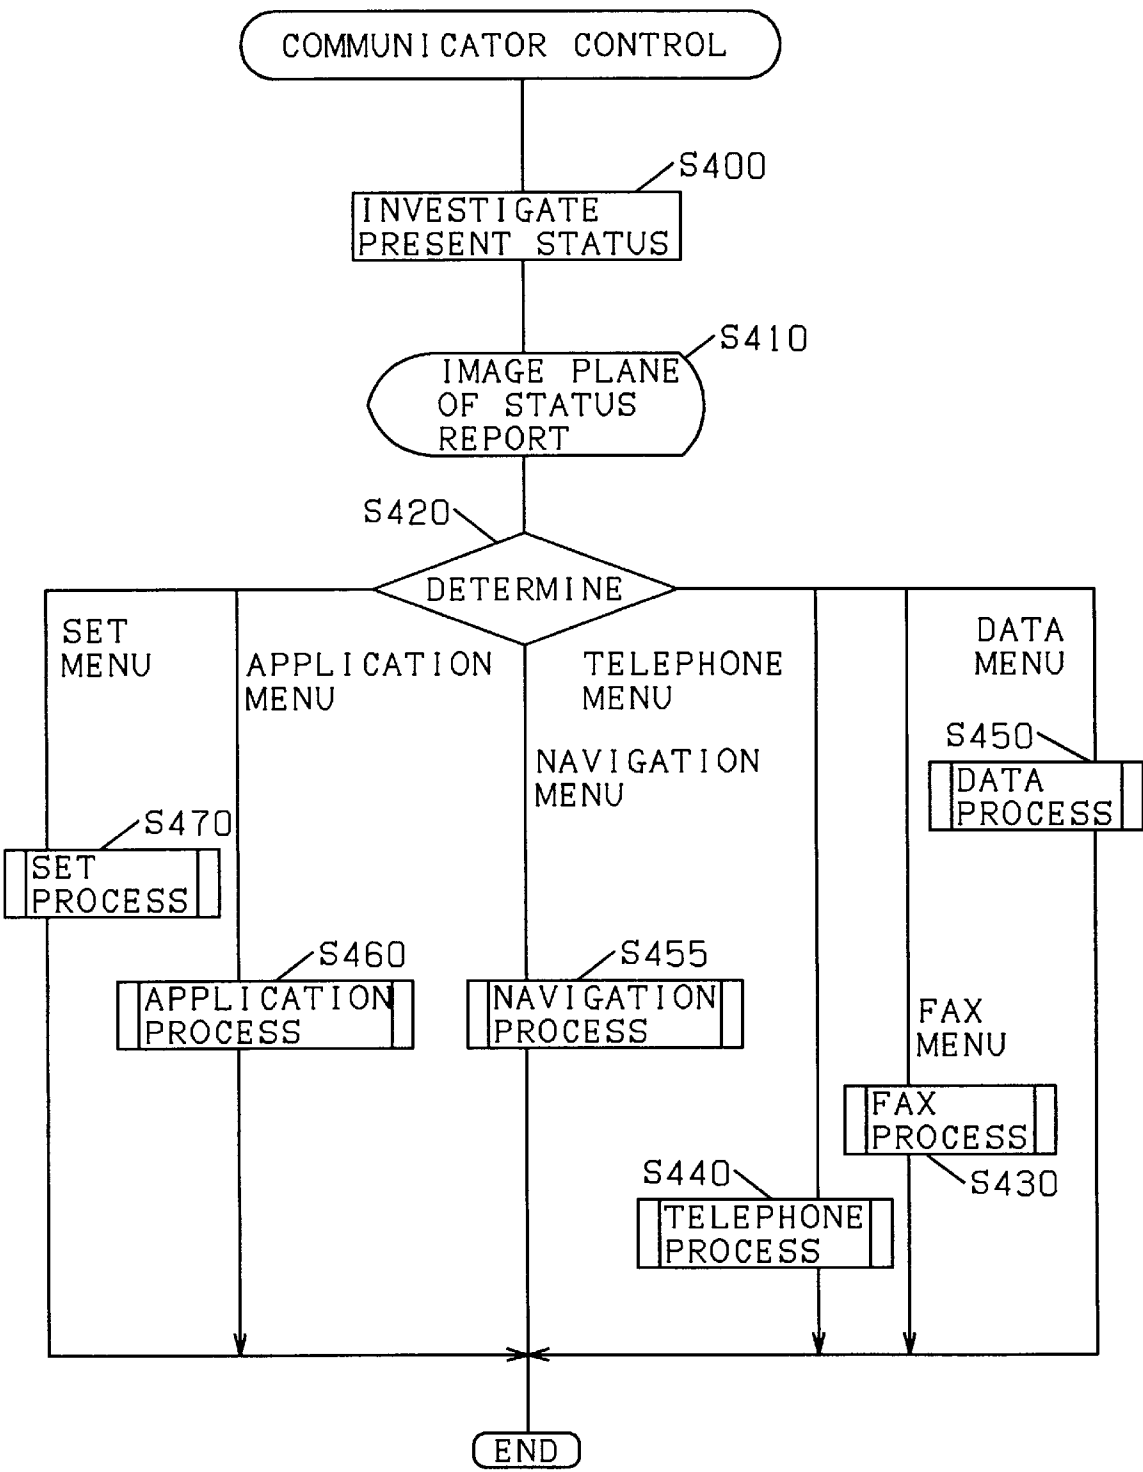 COMMUNICATOR CONTROL
S400
INVESTIGATE
PRESENT STATUS
S410
IMAGE PLANE
OF STATUS
REPORT
S420
DETERMINE
SET
MENU
APPLICATION
MENU
TELEPHONE
MENU
DATA
MENU
NAVIGATION
MENU
S450
DATA
PROCESS
S470
SET
PROCESS
S460
APPLICATION
PROCESS
S455
NAVIGATION
PROCESS
FAX
MENU
FAX
PROCESS
S430
S440
TELEPHONE
PROCESS
END